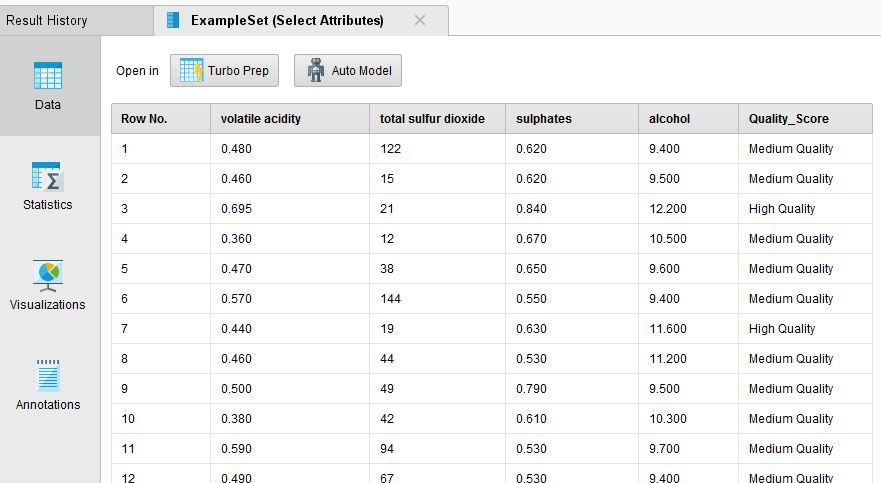 Result History ExampleSet (Select Attributes)
Open in Turbo Prep Auto Model
Data
Statistics
Visualizations
Annotations
Row No. volatile acidity total sulfur dioxide sulphates alcohol Quality_Score
1 0.480 122 0.620 9.400 Medium Quality
2 0.460 15 0.620 9.500 Medium Quality
3 0.695 21 0.840 12.200 High Quality
4 0.360 12 0.670 10.500 Medium Quality
5 0.470 38 0.650 9.600 Medium Quality
6 0.570 144 0.550 9.400 Medium Quality
7 0.440 19 0.630 11.600 High Quality
8 0.460 44 0.530 11.200 Medium Quality
9 0.500 49 0.790 9.500 Medium Quality
10 0.380 42 0.610 10.300 Medium Quality
11 0.590 94 0.530 9.700 Medium Quality
12 0.490 67 0.530 9.400 Medium Quality